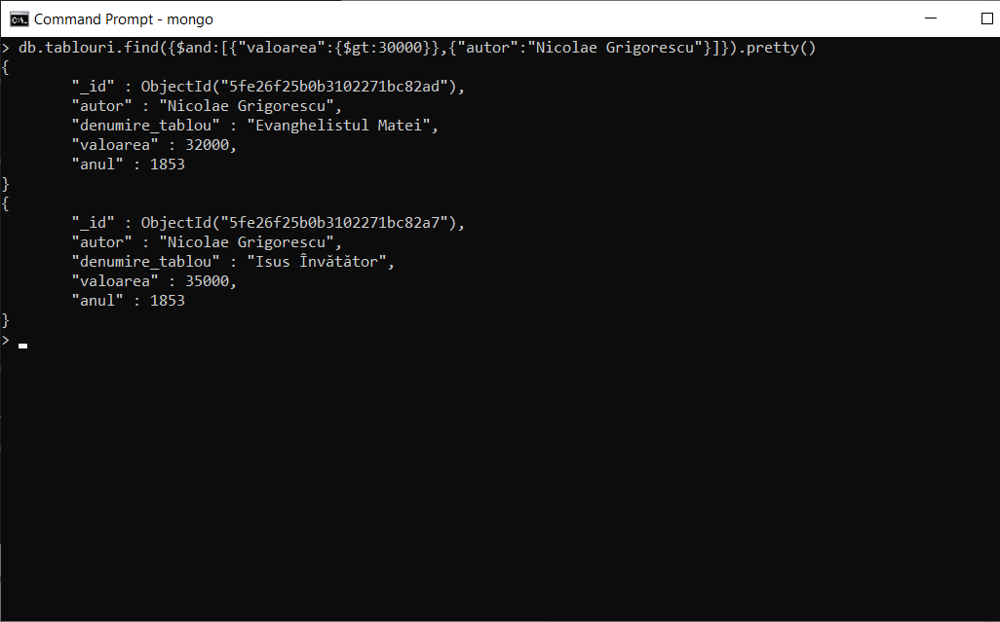 Command Prompt - mongo
> db.tablouri.find({$and:[{"valoarea":{$gt:30000}},{"autor":"Nicolae Grigorescu"}]}).pretty()
{
        "_id" : ObjectId("5fe26f25b0b3102271bc82ad"),
        "autor" : "Nicolae Grigorescu",
        "denumire_tablou" : "Evanghelistul Matei",
        "valoarea" : 32000,
        "anul" : 1853
}
{
        "_id" : ObjectId("5fe26f25b0b3102271bc82a7"),
        "autor" : "Nicolae Grigorescu",
        "denumire_tablou" : "Isus Învătător",
        "valoarea" : 35000,
        "anul" : 1853
}
>